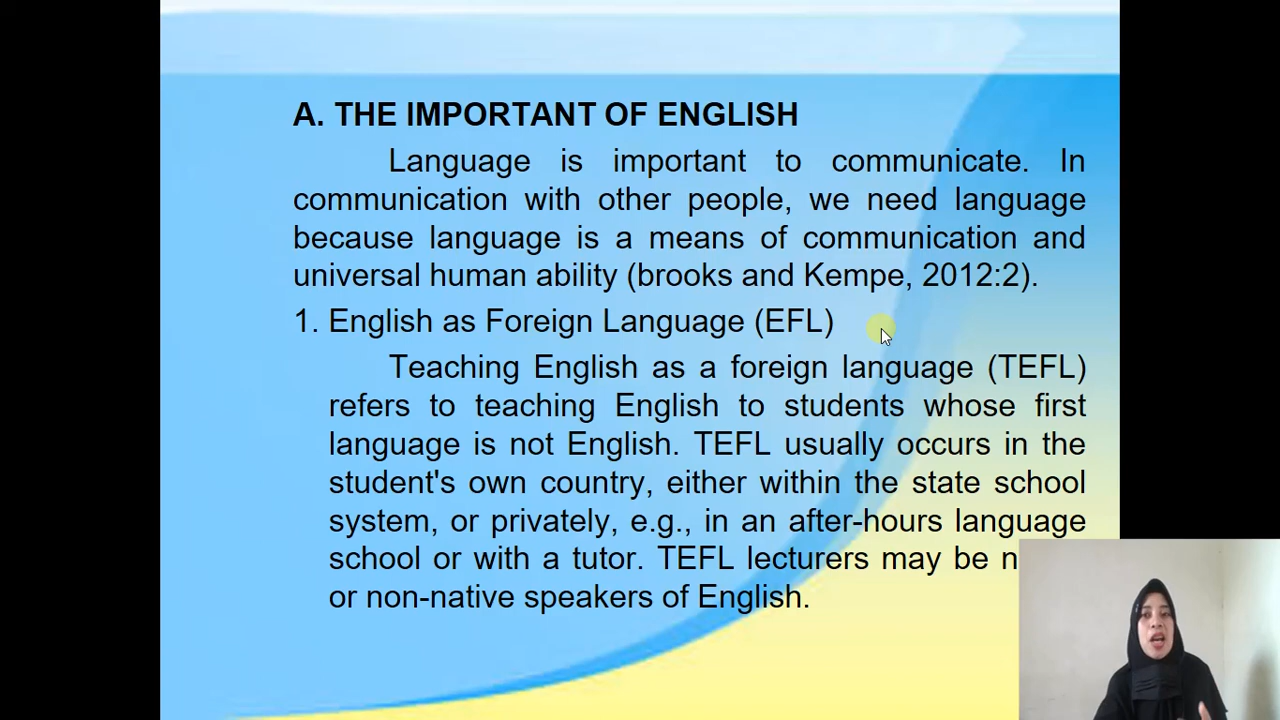 A. THE IMPORTANT OF ENGLISH
Language is important to communicate. In
communication with other people, we need language
because language is a means of communication and
universal human ability (brooks and Kempe, 2012:2).
1. English as Foreign Language (EFL)
Teaching English as a foreign language (TEFL)
refers to teaching English to students whose first
language is not English. TEFL usually occurs in the
student's own country, either within the state school
system, or privately, e.g., in an after-hours language
school or with a tutor. TEFL lecturers may be
or non-native speakers of English.